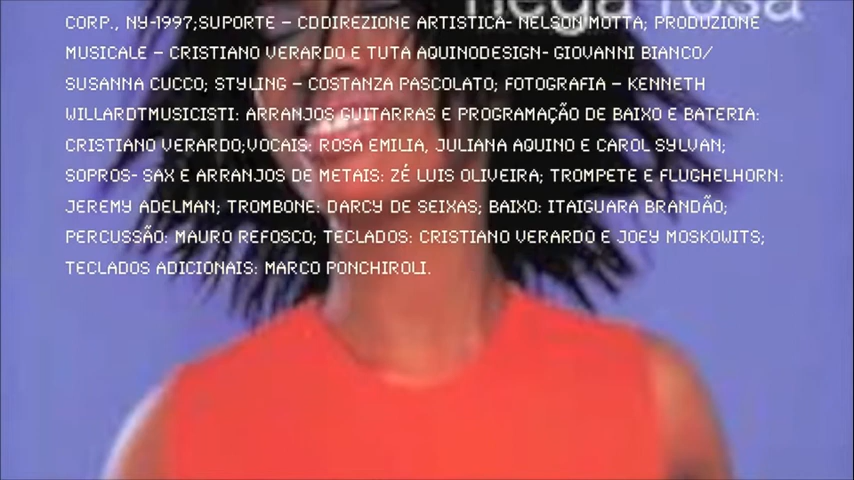 nega rosa
CORP., NY-1997;SUPORTE – CDDIREZIONE ARTISTICA- NELSON MOTTA; PRODUZIONE
MUSICALE – CRISTIANO VERARDO E TUTA AQUINODESIGN- GIOVANNI BIANCO/
SUSANNA CUCCO; STYLING – COSTANZA PASCOLATO; FOTOGRAFIA – KENNETH
WILLARDTMUSICISTI: ARRANJOS GUITARRAS E PROGRAMAÇÃO DE BAIXO E BATERIA:
CRISTIANO VERARDO;VOCAIS: ROSA EMILIA, JULIANA AQUINO E CAROL SYLVAN;
SOPROS- SAX E ARRANJOS DE METAIS: ZÉ LUIS OLIVEIRA; TROMPETE E FLUGHELHORN:
JEREMY ADELMAN; TROMBONE: DARCY DE SEIXAS; BAIXO: ITAIGUARA BRANDÃO;
PERCUSSÃO: MAURO REFOSCO; TECLADOS: CRISTIANO VERARDO E JOEY MOSKOWITS;
TECLADOS ADICIONAIS: MARCO PONCHIROLI.